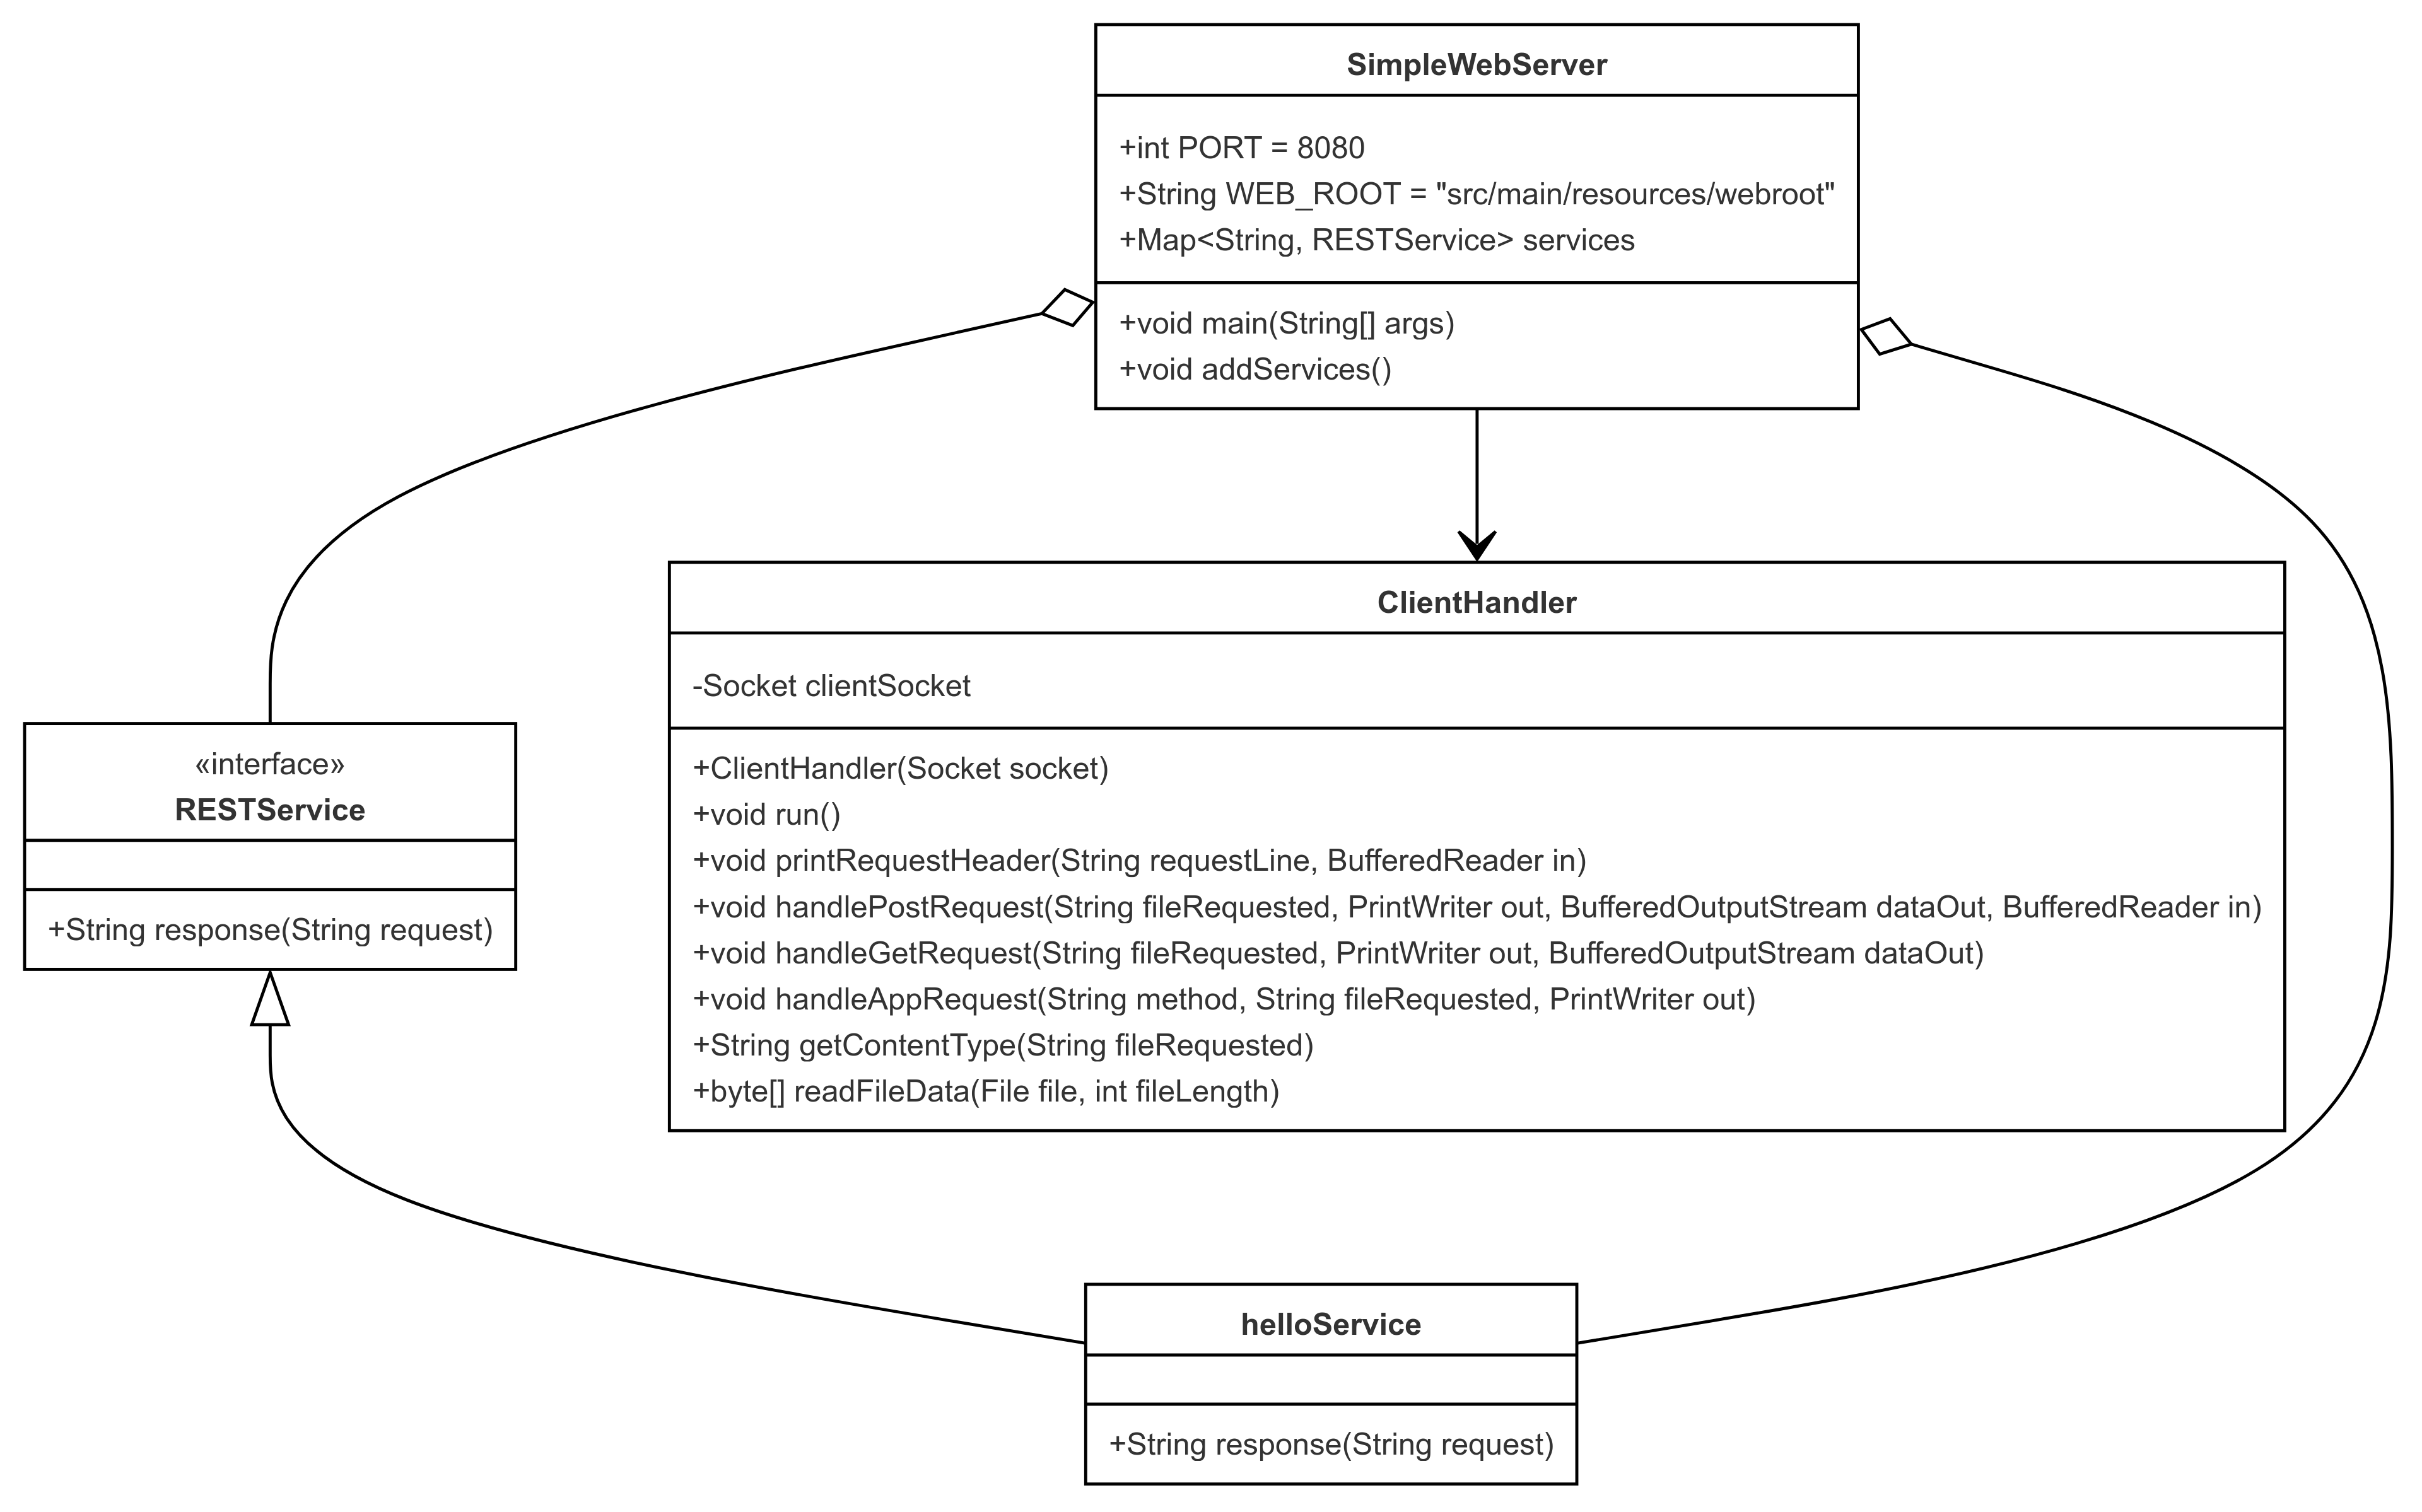 SimpleWebServer
+int PORT = 8080
+String WEB_ROOT = "src/main/resources/webroot"
+Map<String, RESTService> services
+void main(String[] args)
+void addServices()
ClientHandler
-Socket clientSocket
+ClientHandler(Socket socket)
+void run()
+void printRequestHeader(String requestLine, BufferedReader in)
+void handlePostRequest(String fileRequested, PrintWriter out, BufferedOutputStream dataOut, BufferedReader in)
+void handleGetRequest(String fileRequested, PrintWriter out, BufferedOutputStream dataOut)
+void handleAppRequest(String method, String fileRequested, PrintWriter out)
+String getContentType(String fileRequested)
+byte[] readFileData(File file, int fileLength)
«interface»
RESTService
+String response(String request)
helloService
+String response(String request)